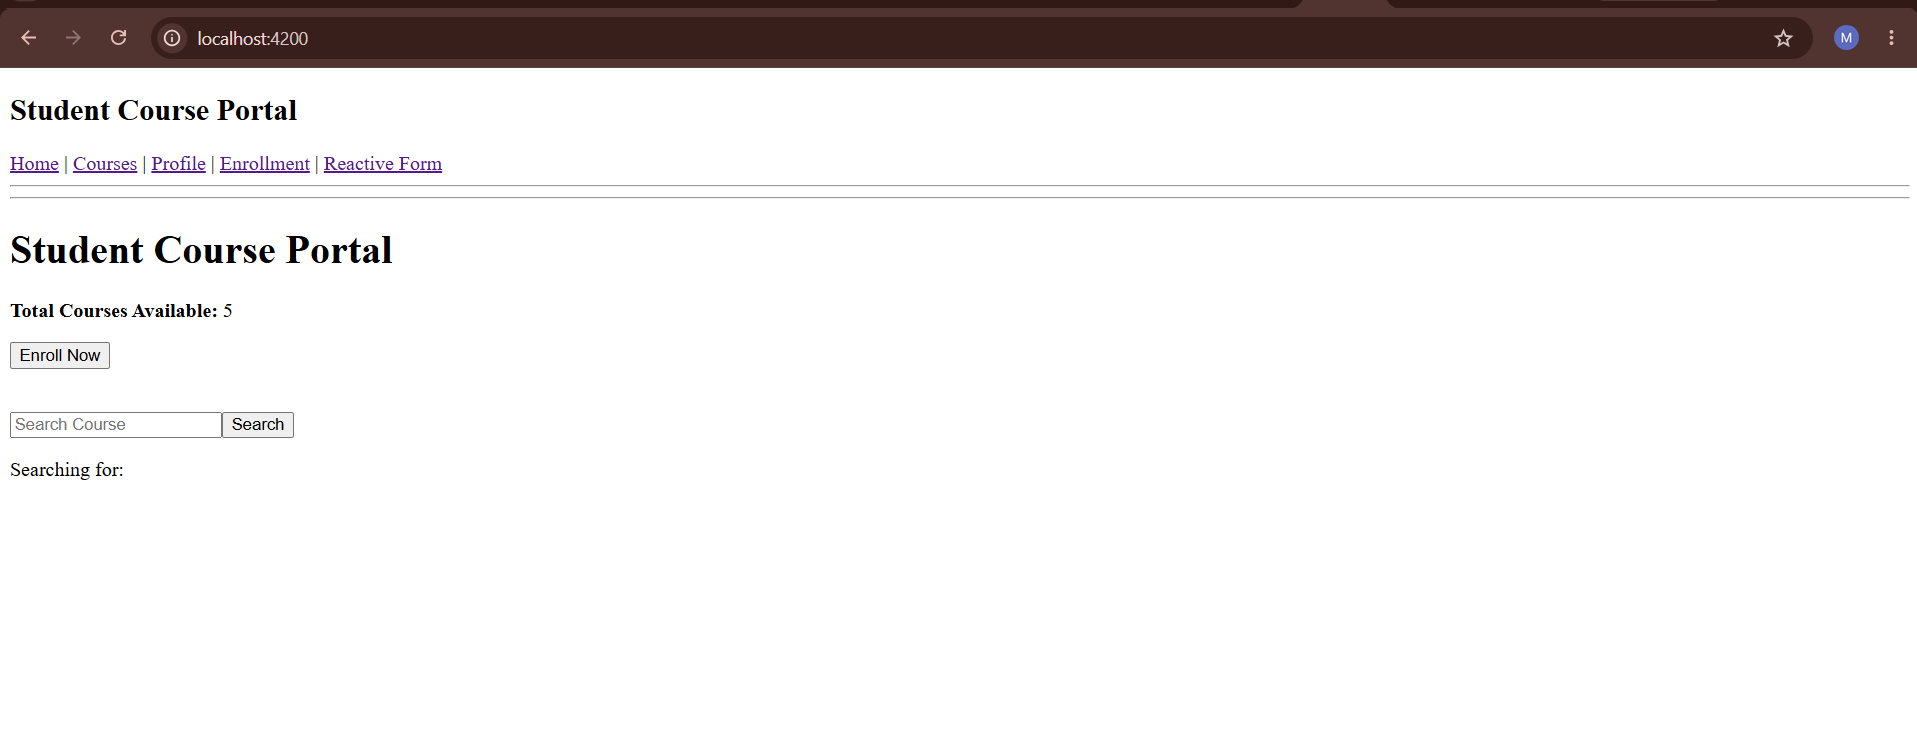 localhost:4200
M
Student Course Portal
Home | Courses | Profile | Enrollment | Reactive Form
Student Course Portal
Total Courses Available: 5
Enroll Now
Search Course Search
Searching for: